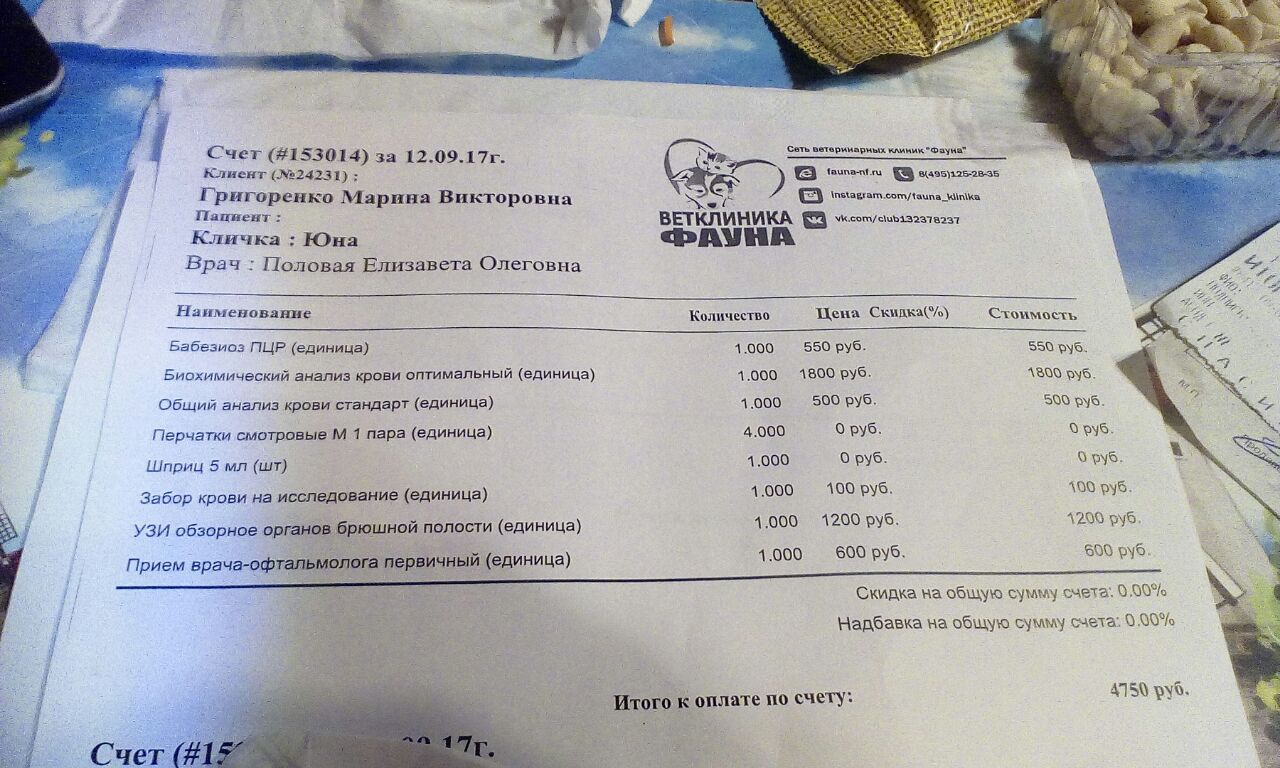 Счет (#153014) за 12.09.17г.
Клиент (№24231) :
Григоренко Марина Викторовна
Пациент :
Кличка : Юна
Врач : Половая Елизавета Олеговна
ВЕТКЛИНИКА
ФАУНА
Сеть ветеринарных клиник "Фауна"
fauna-nf.ru 8(495)125-28-35
instagram.com/fauna_klinika
vk.com/club132378237
Наименование Количество Цена Скидка(%) Стоимость
Бабезиоз ПЦР (единица) 1.000 550 руб. 550 руб.
Биохимический анализ крови оптимальный (единица) 1.000 1800 руб. 1800 руб.
Общий анализ крови стандарт (единица) 1.000 500 руб. 500 руб.
Перчатки смотровые М 1 пара (единица) 4.000 0 руб. 0 руб.
Шприц 5 мл (шт) 1.000 0 руб. 0 руб.
Забор крови на исследование (единица) 1.000 100 руб. 100 руб.
УЗИ обзорное органов брюшной полости (единица) 1.000 1200 руб. 1200 руб.
Прием врача-офтальмолога первичный (единица) 1.000 600 руб. 600 руб.
Скидка на общую сумму счета: 0.00%
Надбавка на общую сумму счета: 0.00%
Итого к оплате по счету: 4750 руб.
Счет (#15 17г.